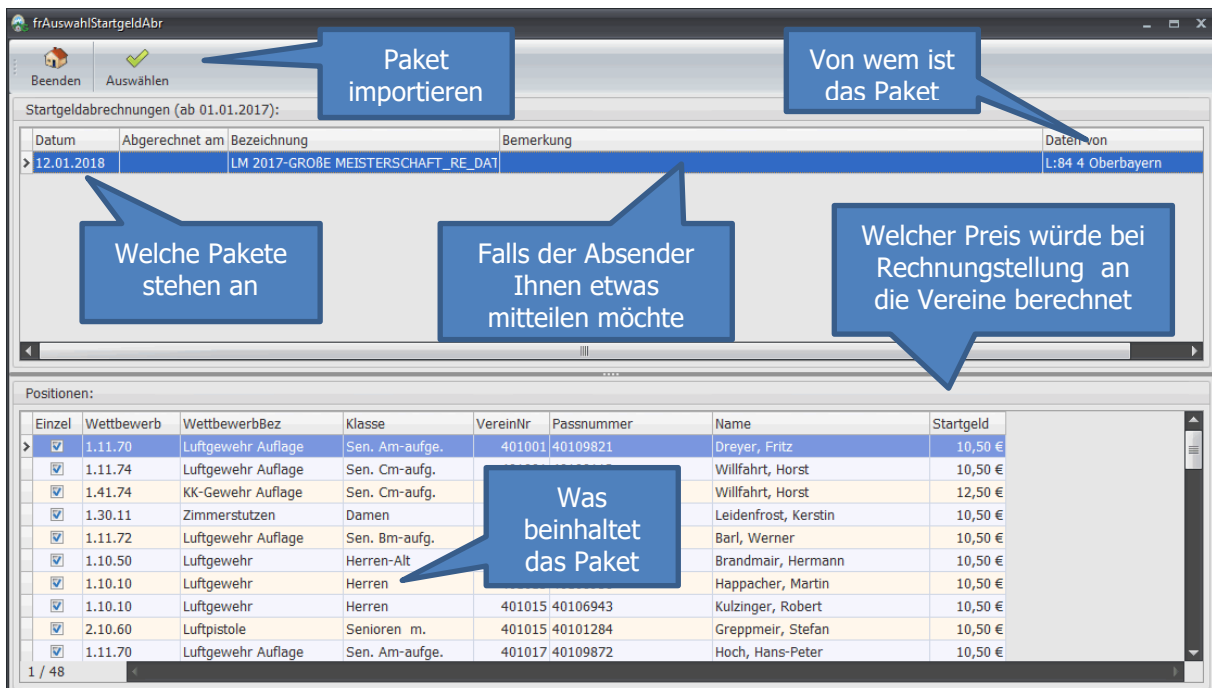 frAuswahlStartgeldAbr
Beenden Auswählen
Paket
importieren
Von wem ist
das Paket
Startgeldabrechnungen (ab 01.01.2017):
Datum Abgerechnet am Bezeichnung Bemerkung Daten von
12.01.2018 LM 2017-GROßE MEISTERSCHAFT_RE_DAT L:84 4 Oberbayern
Welche Pakete
stehen an
Falls der Absender
Ihnen etwas
mitteilen möchte
Welcher Preis würde bei
Rechnungstellung an
die Vereine berechnet
Positionen:
Einzel Wettbewerb WettbewerbBez Klasse VereinNr Passnummer Name Startgeld
1.11.70 Luftgewehr Auflage Sen. Am-aufge. 401001 40109821 Dreyer, Fritz 10,50 €
1.11.74 Luftgewehr Auflage Sen. Cm-aufg. Willfahrt, Horst 10,50 €
1.41.74 KK-Gewehr Auflage Sen. Cm-aufg. Willfahrt, Horst 12,50 €
1.30.11 Zimmerstutzen Damen Leidenfrost, Kerstin 10,50 €
1.11.72 Luftgewehr Auflage Sen. Bm-aufg. Barl, Werner 10,50 €
1.10.50 Luftgewehr Herren-Alt Brandmair, Hermann 10,50 €
1.10.10 Luftgewehr Herren Happacher, Martin 10,50 €
1.10.10 Luftgewehr Herren 401015 40106943 Kulzinger, Robert 10,50 €
2.10.60 Luftpistole Senioren m. 401015 40101284 Greppmeir, Stefan 10,50 €
1.11.70 Luftgewehr Auflage Sen. Am-aufge. 401017 40109872 Hoch, Hans-Peter 10,50 €
Was
beinhaltet
das Paket
1 / 48